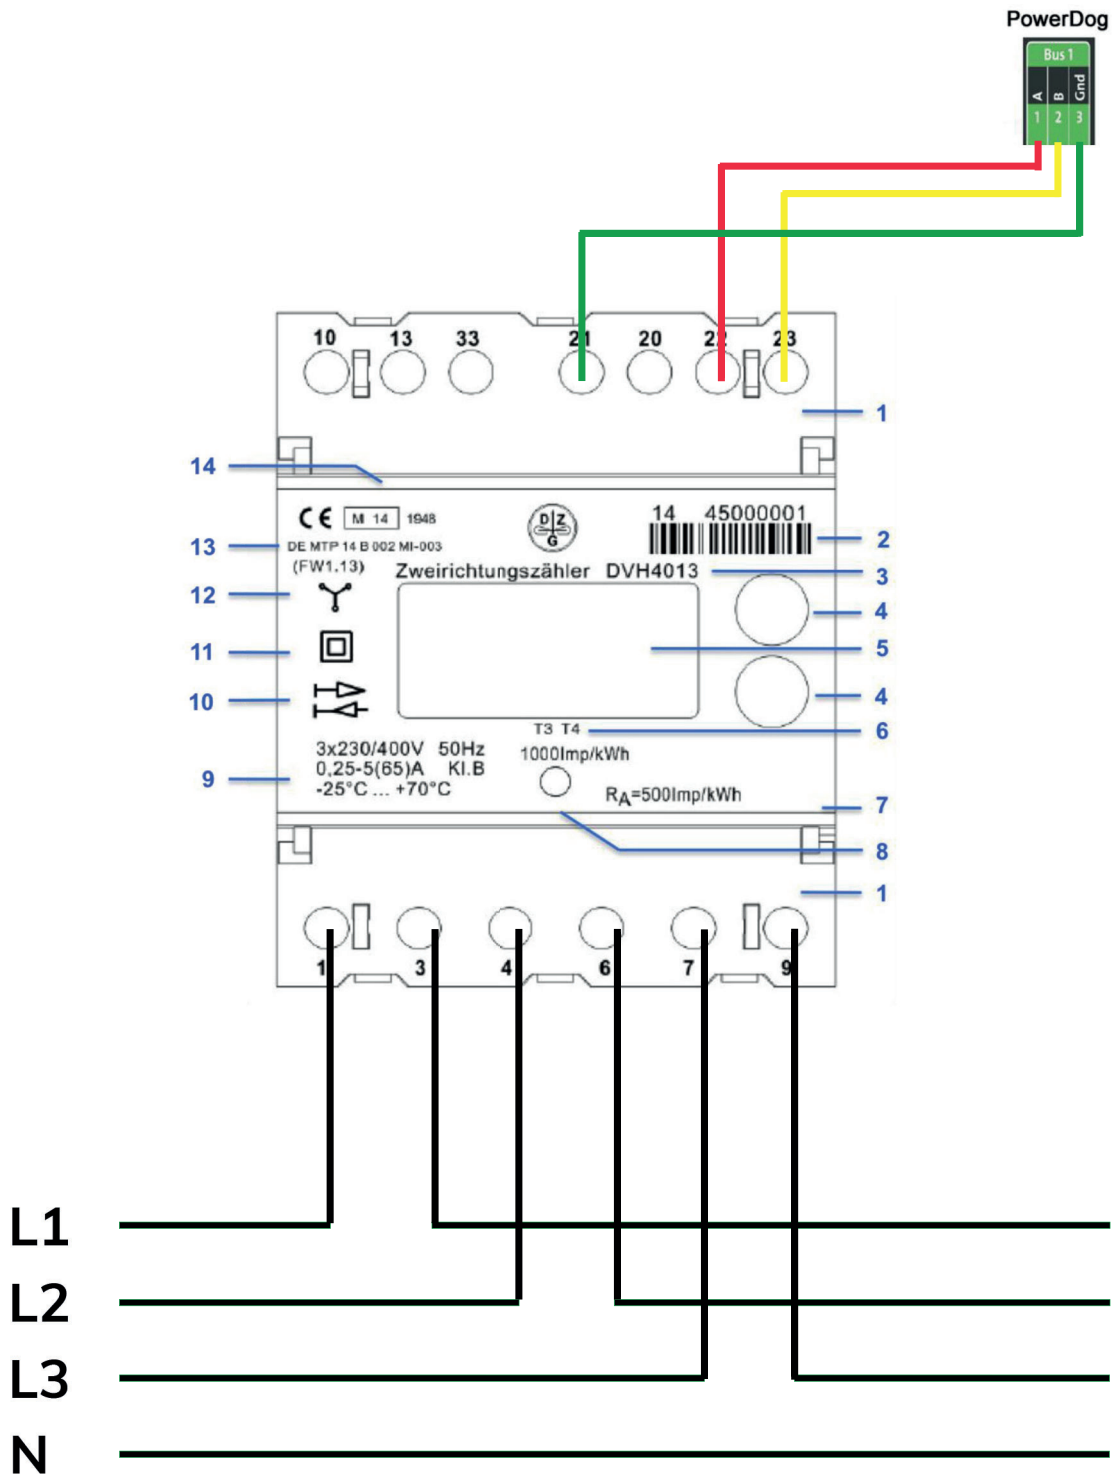 PowerDog
Bus 1
A B Gnd
1 2 3
10 13 33 21 20 22 23
1
14
CE M 14 1948
D Z G
14 45000001
2
13
DE MTP 14 B 002 MI-003
(FW1.13)
Zweirichtungszähler DVH4013
3
12
4
11
5
10
4
T3 T4
6
3x230/400V 50Hz
1000Imp/kWh
9
0,25-5(65)A Kl.B
-25°C ... +70°C
RA=500Imp/kWh
7
8
1
1 3 4 6 7 9
L1
L2
L3
N